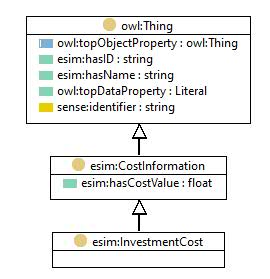 owl:Thing
owl:topObjectProperty : owl:Thing
esim:hasID : string
esim:hasName : string
owl:topDataProperty : Literal
sense:identifier : string
esim:CostInformation
esim:hasCostValue : float
esim:InvestmentCost